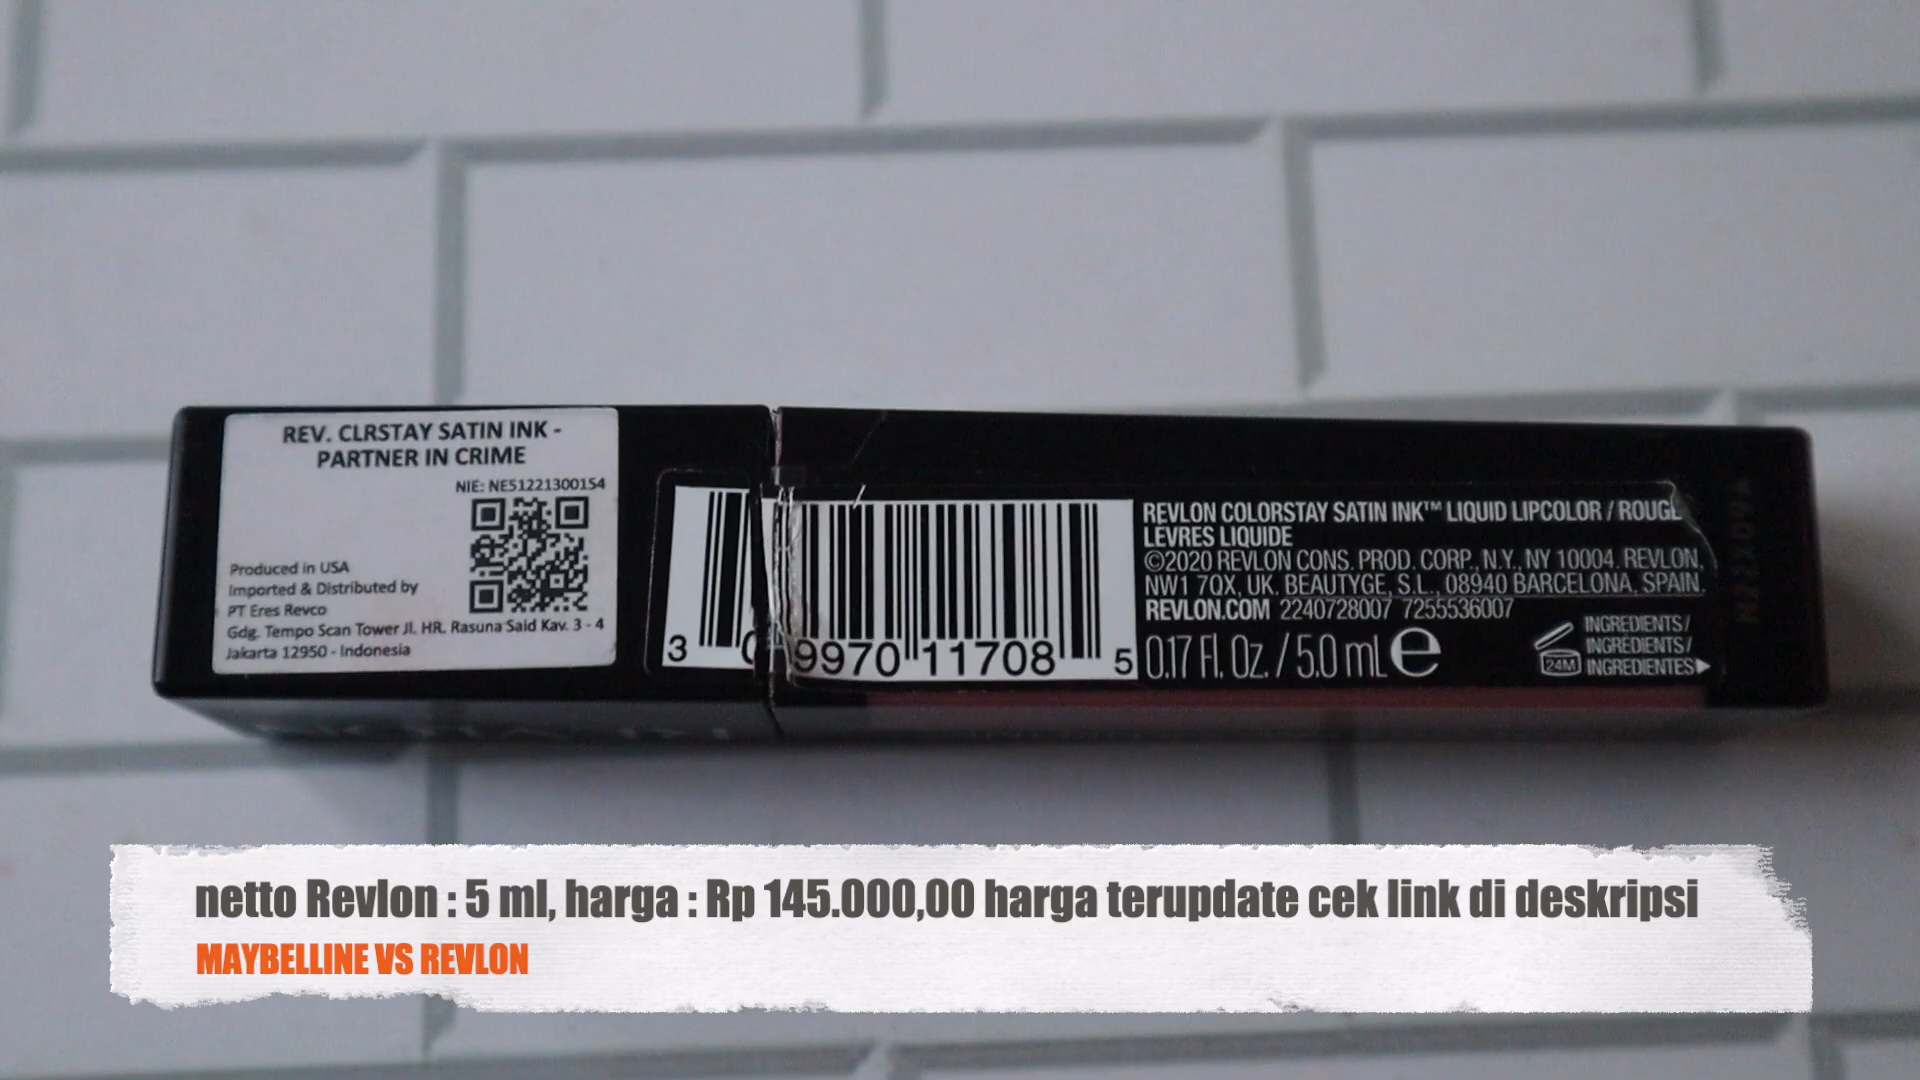 REV. CLRSTAY SATIN INK -
PARTNER IN CRIME
NIE: NE51221300154
Produced in USA
Imported & Distributed by
PT Eres Revco
Gdg. Tempo Scan Tower Jl. HR. Rasuna Said Kav. 3 - 4
Jakarta 12950 - Indonesia
3 0 9970 11708 5
REVLON COLORSTAY SATIN INK™ LIQUID LIPCOLOR / ROUGE
LÈVRES LIQUIDE
©2020 REVLON CONS. PROD. CORP., N.Y., NY 10004. REVLON,
NW1 7QX, UK. BEAUTYGE, S.L., 08940 BARCELONA, SPAIN.
REVLON.COM 2240728007 7255536007
0.17 Fl. Oz. / 5.0 mL e
24M
INGREDIENTS /
INGRÉDIENTS /
INGREDIENTES
netto Revlon : 5 ml, harga : Rp 145.000,00 harga terupdate cek link di deskripsi
MAYBELLINE VS REVLON